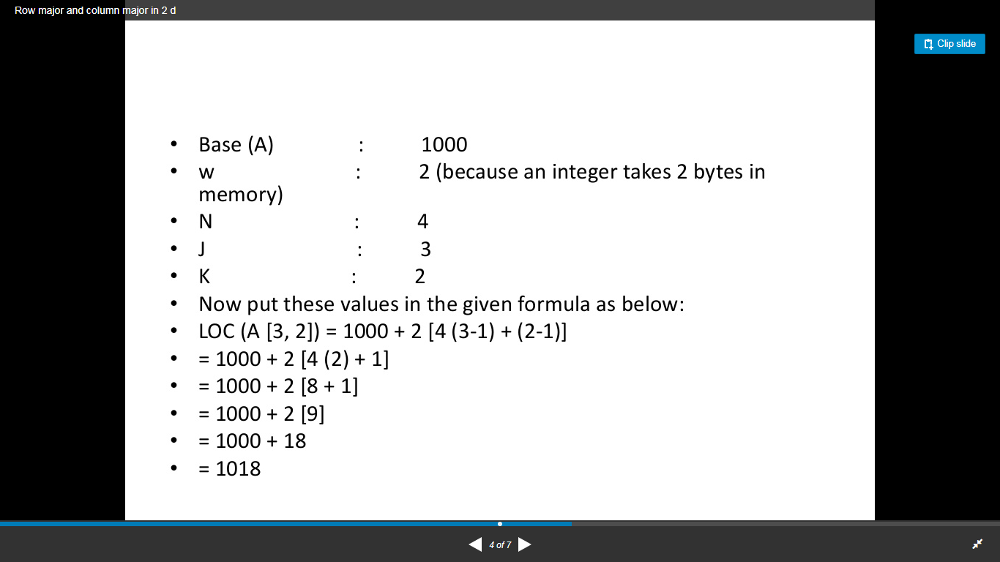 Row major and column major in 2 d
Clip slide
• Base (A) : 1000
• w : 2 (because an integer takes 2 bytes in
memory)
• N : 4
• J : 3
• K : 2
• Now put these values in the given formula as below:
• LOC (A [3, 2]) = 1000 + 2 [4 (3-1) + (2-1)]
• = 1000 + 2 [4 (2) + 1]
• = 1000 + 2 [8 + 1]
• = 1000 + 2 [9]
• = 1000 + 18
• = 1018
4 of 7